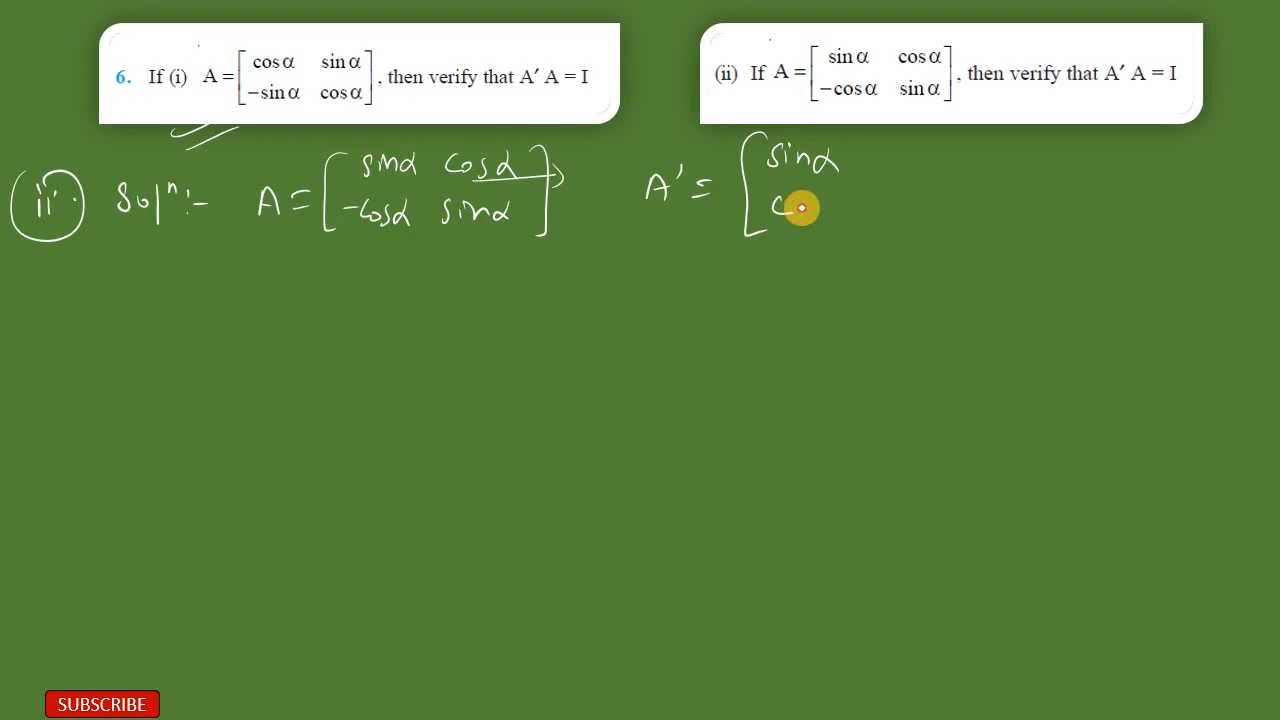 6. If (i) A = [cos α sin α
−sin α cos α], then verify that A′ A = I
(ii) If A = [sin α cos α
−cos α sin α], then verify that A′ A = I
ii. Solⁿ :- A = [sinα cosα
-cosα sinα]
A' = [sinα
c
SUBSCRIBE